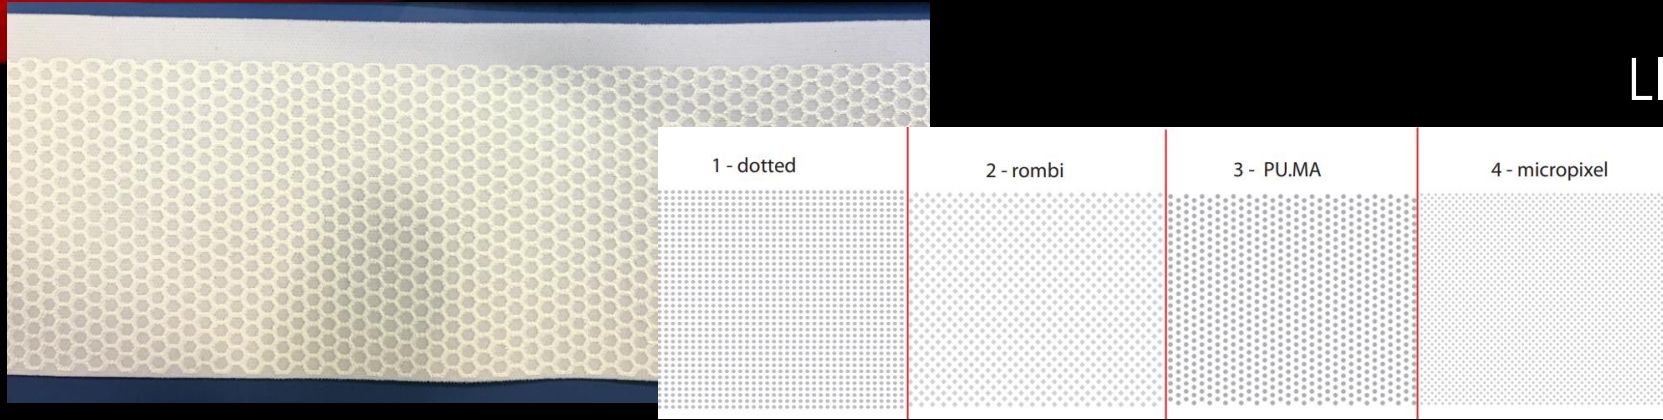 1 - dotted
2 - rombi
3 - PU.MA
4 - micropixel